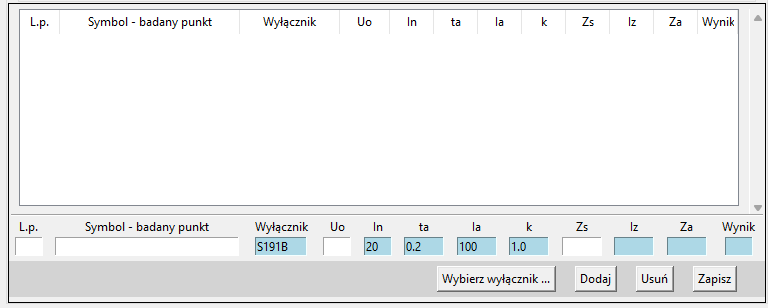 L.p. Symbol - badany punkt Wyłącznik Uo In ta Ia k Zs Iz Za Wynik
L.p. Symbol - badany punkt Wyłącznik Uo In ta Ia k Zs Iz Za Wynik
S191B 20 0.2 100 1.0
Wybierz wyłącznik ... Dodaj Usuń Zapisz